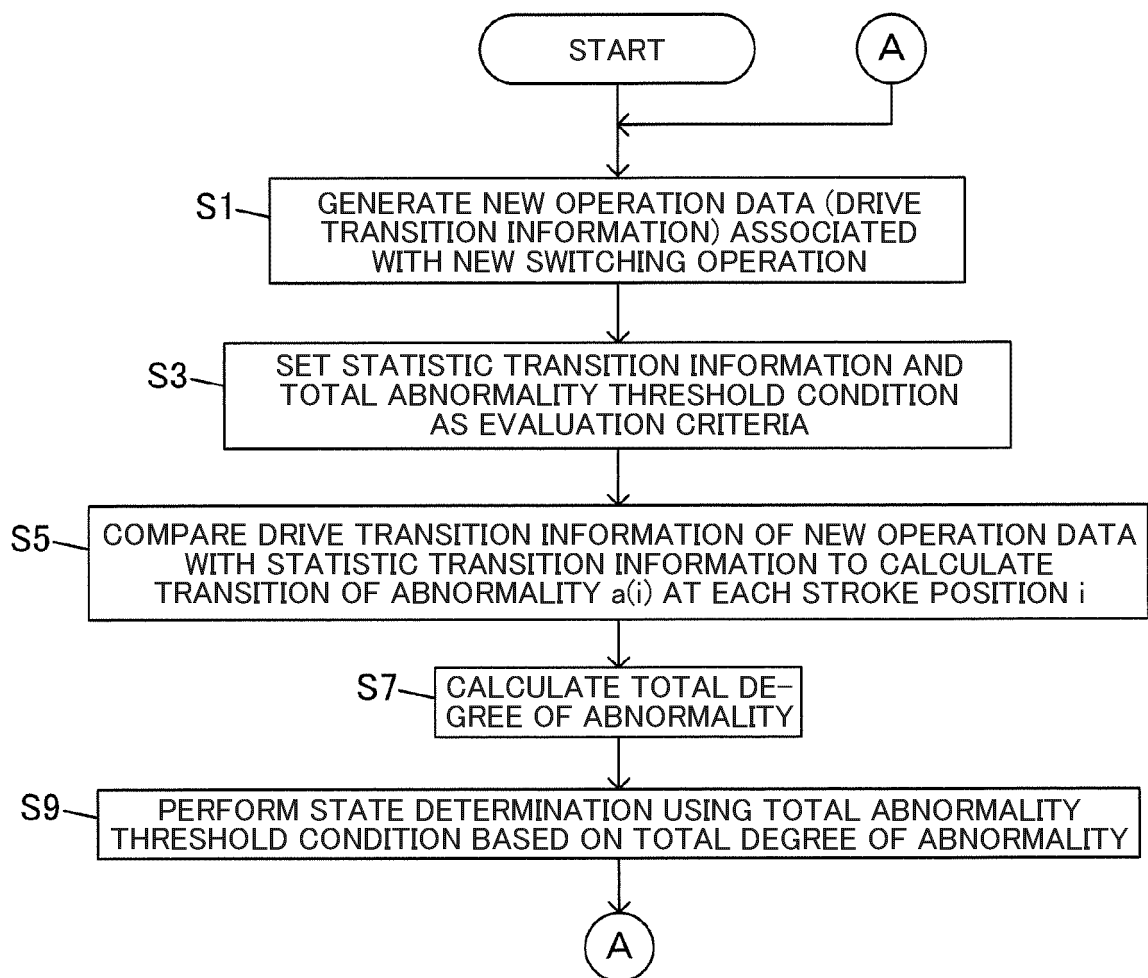 START
A
S1
GENERATE NEW OPERATION DATA (DRIVE
TRANSITION INFORMATION) ASSOCIATED
WITH NEW SWITCHING OPERATION
S3
SET STATISTIC TRANSITION INFORMATION AND
TOTAL ABNORMALITY THRESHOLD CONDITION
AS EVALUATION CRITERIA
S5
COMPARE DRIVE TRANSITION INFORMATION OF NEW OPERATION DATA
WITH STATISTIC TRANSITION INFORMATION TO CALCULATE
TRANSITION OF ABNORMALITY a(i) AT EACH STROKE POSITION i
S7
CALCULATE TOTAL DE-
GREE OF ABNORMALITY
S9
PERFORM STATE DETERMINATION USING TOTAL ABNORMALITY
THRESHOLD CONDITION BASED ON TOTAL DEGREE OF ABNORMALITY
A